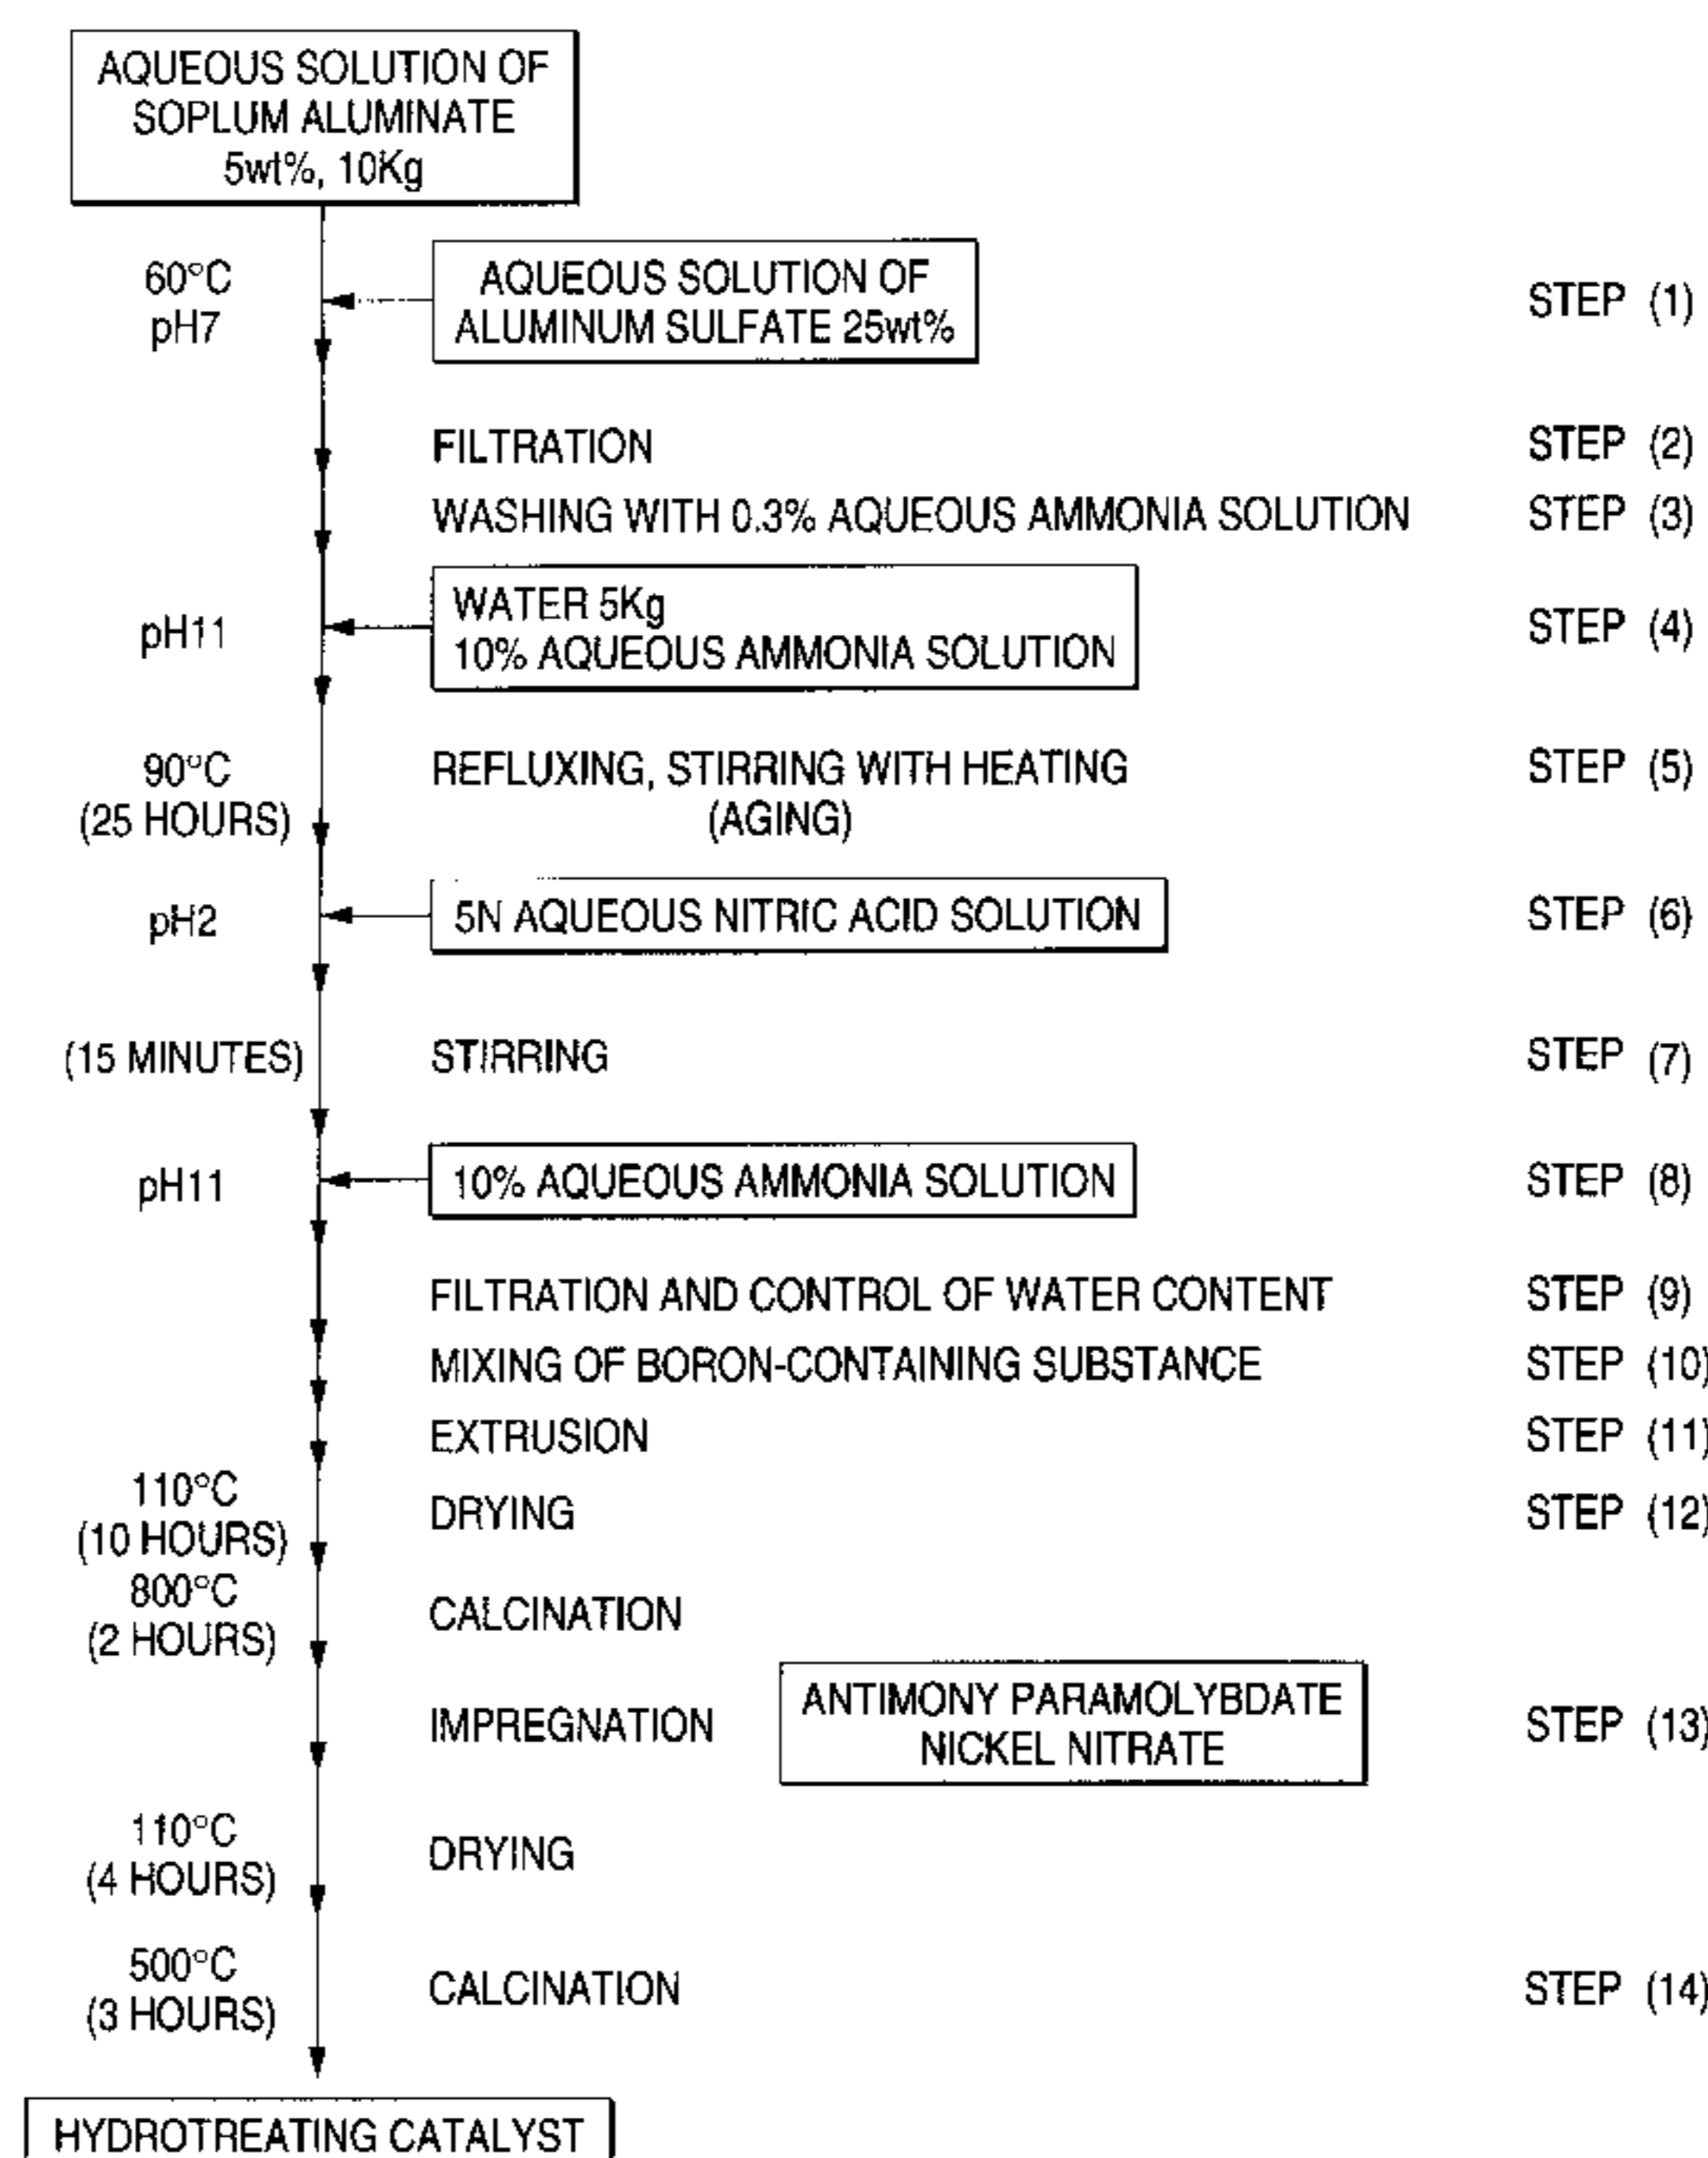 AQUEOUS SOLUTION OF
SOPLUM ALUMINATE
5wt%, 10Kg
60°C
pH7
AQUEOUS SOLUTION OF
ALUMINUM SULFATE 25wt%
STEP (1)
FILTRATION
STEP (2)
WASHING WITH 0.3% AQUEOUS AMMONIA SOLUTION
STEP (3)
pH11
WATER 5Kg
10% AQUEOUS AMMONIA SOLUTION
STEP (4)
90°C
(25 HOURS)
REFLUXING, STIRRING WITH HEATING
(AGING)
STEP (5)
pH2
5N AQUEOUS NITRIC ACID SOLUTION
STEP (6)
(15 MINUTES)
STIRRING
STEP (7)
pH11
10% AQUEOUS AMMONIA SOLUTION
STEP (8)
FILTRATION AND CONTROL OF WATER CONTENT
STEP (9)
MIXING OF BORON-CONTAINING SUBSTANCE
STEP (10)
EXTRUSION
STEP (11)
110°C
(10 HOURS)
DRYING
STEP (12)
800°C
(2 HOURS)
CALCINATION
IMPREGNATION
ANTIMONY PARAMOLYBDATE
NICKEL NITRATE
STEP (13)
110°C
(4 HOURS)
DRYING
500°C
(3 HOURS)
CALCINATION
STEP (14)
HYDROTREATING CATALYST